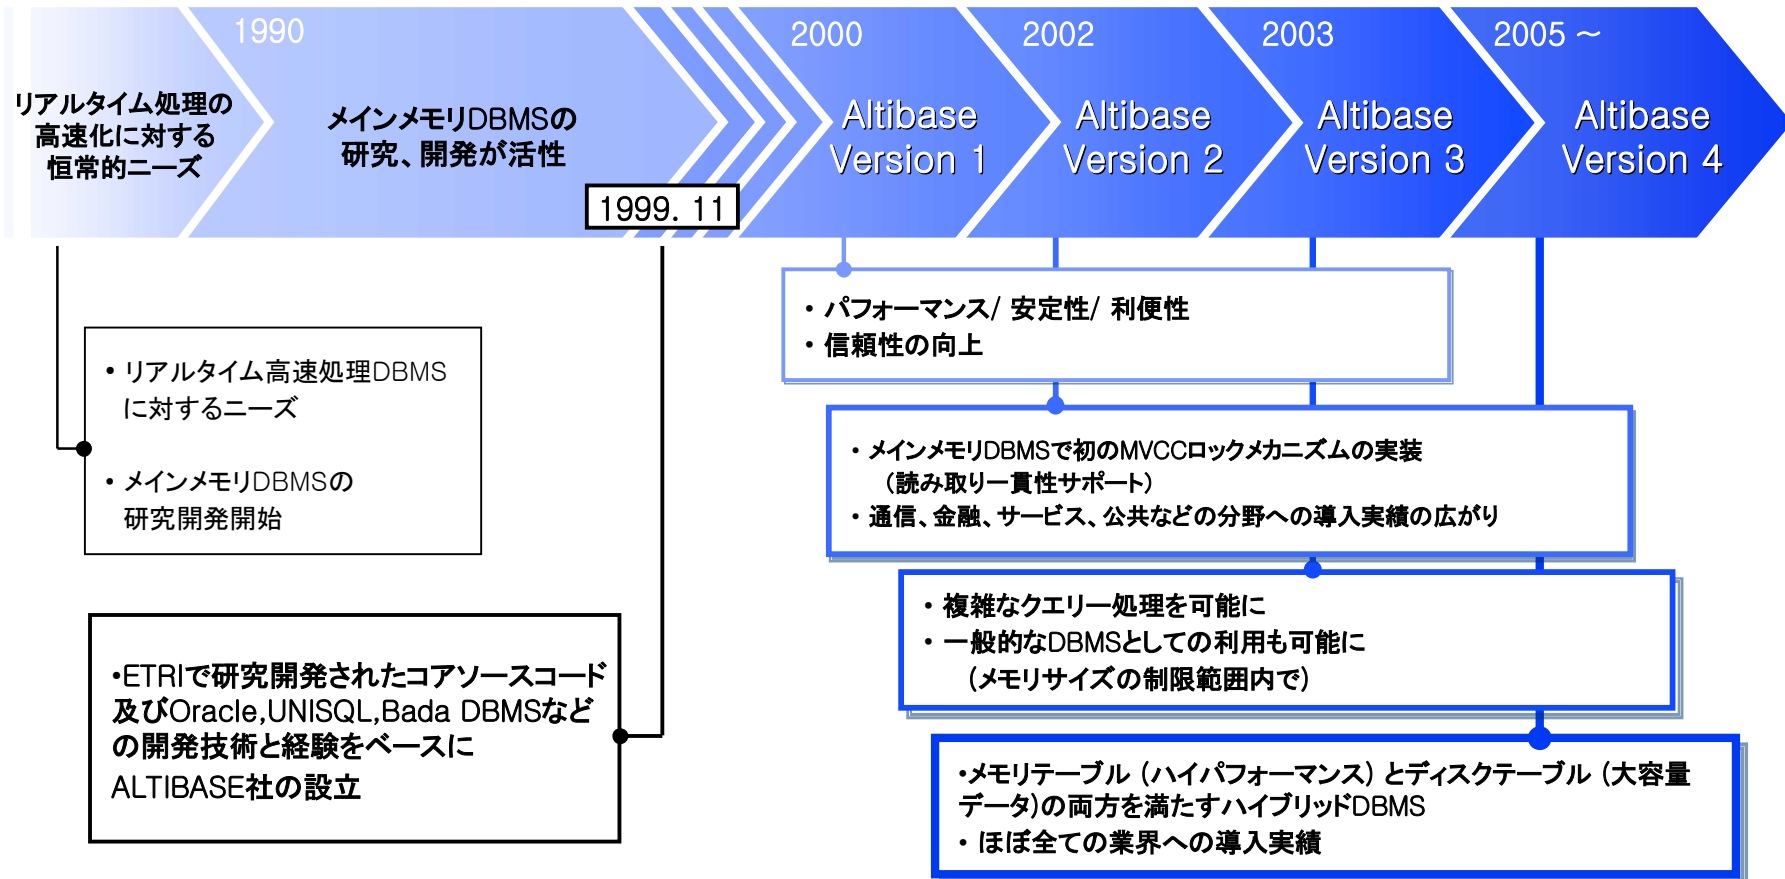 1990
2000
2002
2003
2005 ～
リアルタイム処理の
高速化に対する
恒常的ニーズ
メインメモリDBMSの
研究、開発が活性
1999. 11
Altibase
Version 1
Altibase
Version 2
Altibase
Version 3
Altibase
Version 4
・リアルタイム高速処理DBMS
に対するニーズ
・メインメモリDBMSの
研究開発開始
・ETRIで研究開発されたコアソースコード
及びOracle,UNISQL,Bada DBMSなど
の開発技術と経験をベースに
ALTIBASE社の設立
・パフォーマンス/ 安定性/ 利便性
・信頼性の向上
・メインメモリDBMSで初のMVCCロックメカニズムの実装
（読み取り一貫性サポート）
・通信、金融、サービス、公共などの分野への導入実績の広がり
・複雑なクエリー処理を可能に
・一般的なDBMSとしての利用も可能に
（メモリサイズの制限範囲内で）
・メモリテーブル（ハイパフォーマンス）とディスクテーブル（大容量
データ)の両方を満たすハイブリッドDBMS
・ほぼ全ての業界への導入実績